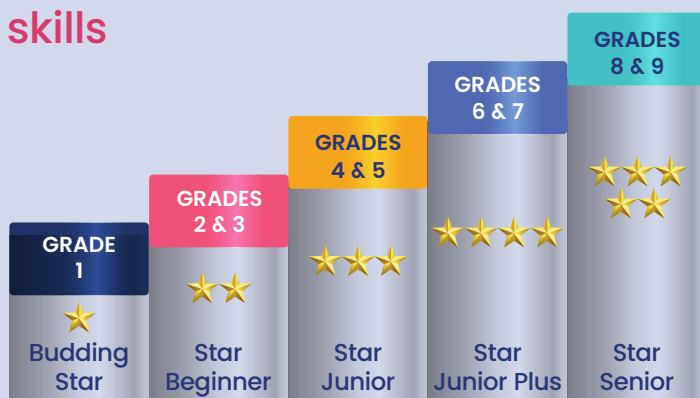 skills
GRADE
1
Budding
Star
GRADES
2 & 3
Star
Beginner
GRADES
4 & 5
Star
Junior
GRADES
6 & 7
Star
Junior Plus
GRADES
8 & 9
Star
Senior